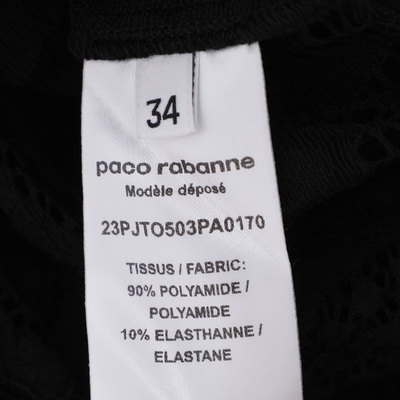 34
paco rabanne
Modèle déposé
23PJTO503PA0170
TISSUS / FABRIC:
90% POLYAMIDE /
POLYAMIDE
10% ELASTHANNE /
ELASTANE